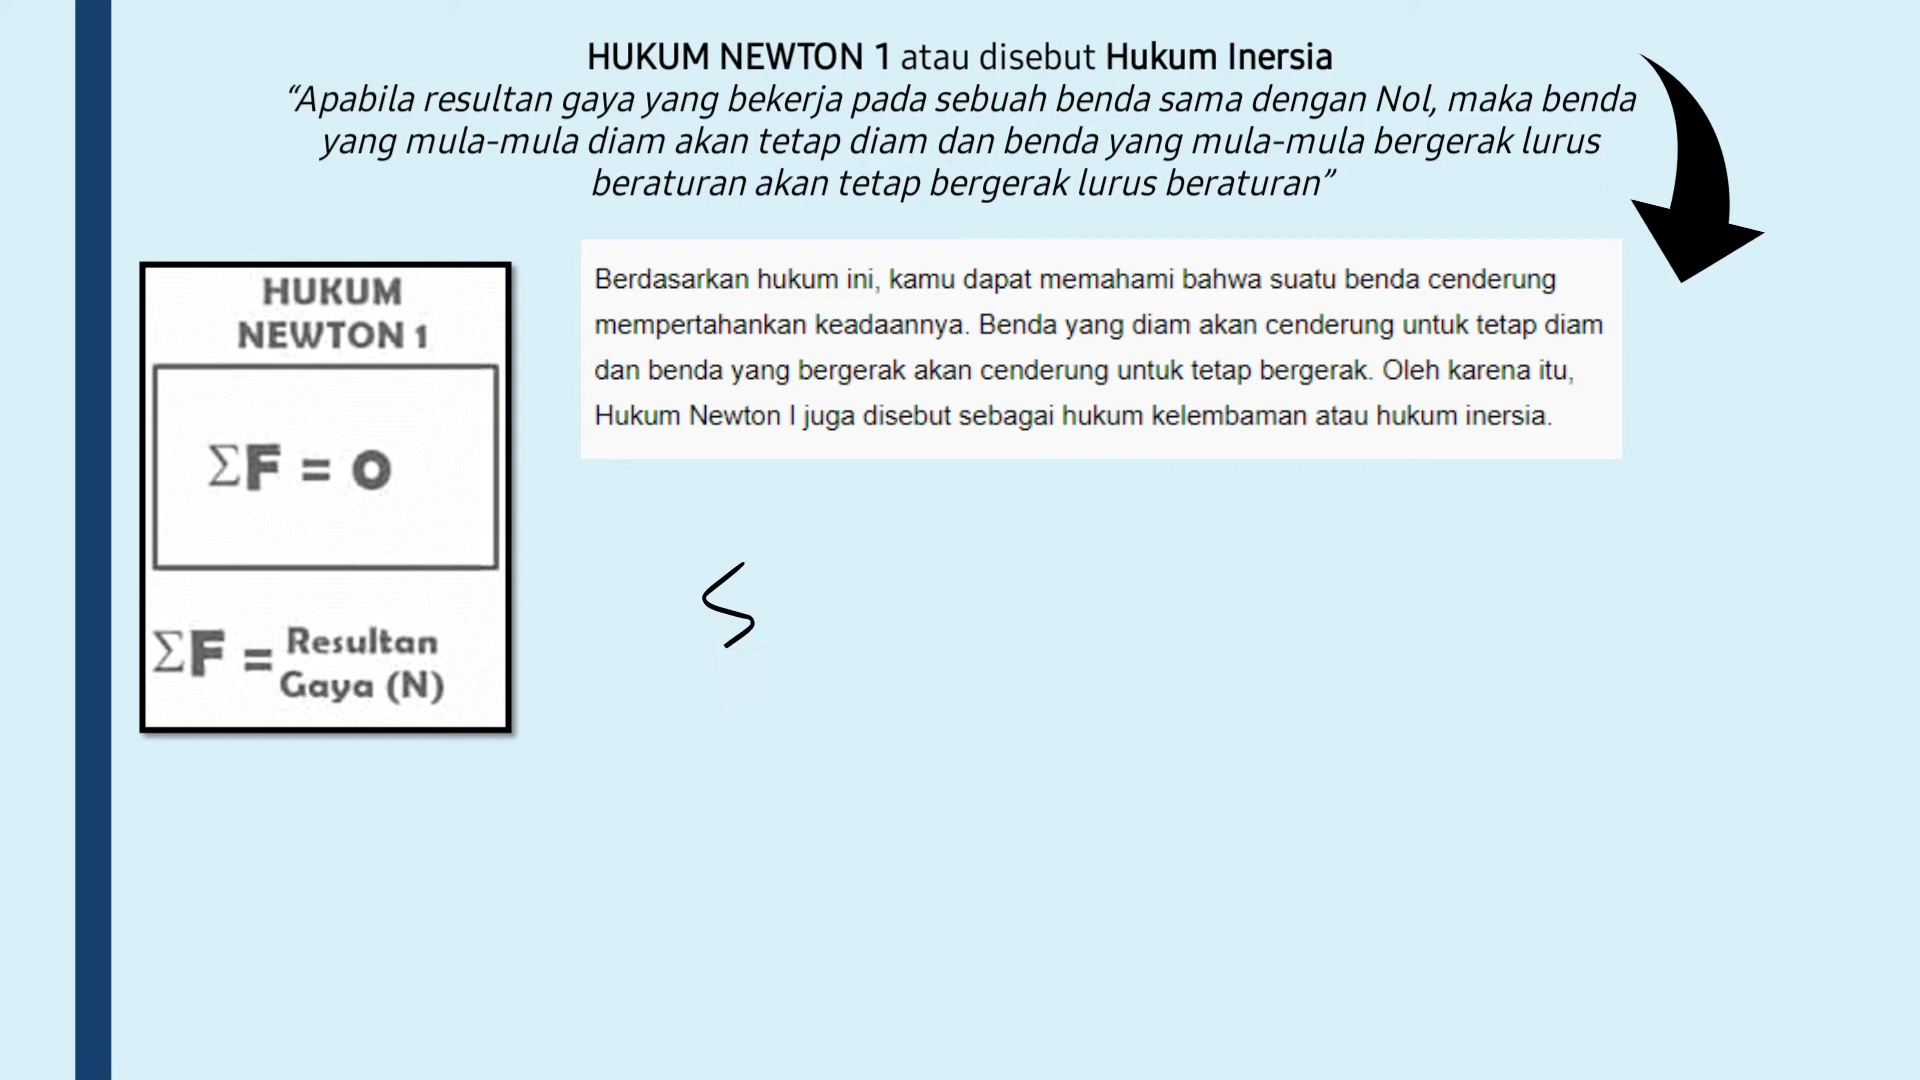 HUKUM NEWTON 1 atau disebut Hukum Inersia
“Apabila resultan gaya yang bekerja pada sebuah benda sama dengan Nol, maka benda
yang mula-mula diam akan tetap diam dan benda yang mula-mula bergerak lurus
beraturan akan tetap bergerak lurus beraturan”
HUKUM
NEWTON 1
ΣF = 0
ΣF = Resultan
Gaya (N)
Berdasarkan hukum ini, kamu dapat memahami bahwa suatu benda cenderung
mempertahankan keadaannya. Benda yang diam akan cenderung untuk tetap diam
dan benda yang bergerak akan cenderung untuk tetap bergerak. Oleh karena itu,
Hukum Newton I juga disebut sebagai hukum kelembaman atau hukum inersia.
S